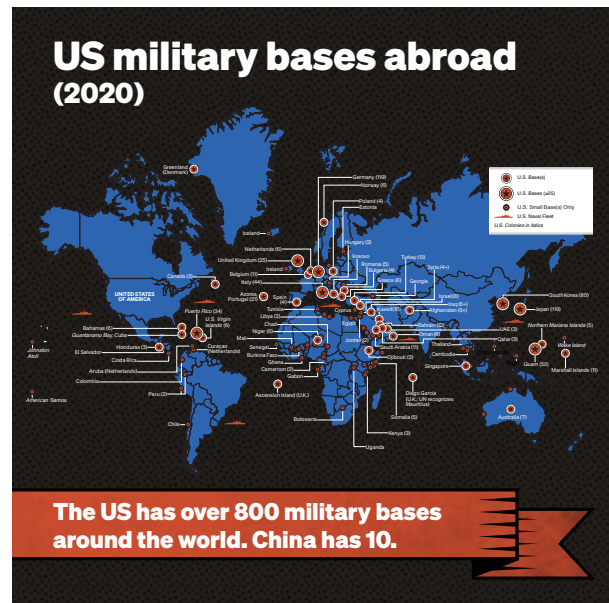 US military bases abroad
(2020)
Greenland
(Denmark)
Germany (119)
Norway (6)
Poland (4)
Estonia
U.S. Base(s)
U.S. Bases (≥25)
U.S. Small Base(s) Only
U.S. Naval Fleet
U.S. Colonies in italics
Iceland
Netherlands (6)
United Kingdom (25)
Ireland
Belgium (11)
Italy (44)
Hungary (2)
Kosovo
Romania (5)
Bulgaria (4)
Greece (8)
Turkey (13)
Syria (4+)
Georgia
Canada (3)
UNITED STATES
OF AMERICA
Azores,
Portugal (21)
Spain
(4)
Tunisia
Libya (2)
Cyprus
Israel(8)
Iraq (6+)
Afghanistan (8+)
Kuwait(10)
South Korea (80)
Japan (119)
Puerto Rico (34)
U.S. Virgin
Islands (6)
Bahamas (6)
Guantánamo Bay, Cuba
Honduras (3)
El Salvador
Costa Rica
Aruba (Netherlands)
Colombia
Peru (2)
Curaçao
(Netherlands)
Chile
Johnston
Atoll
American Samoa
Chad
Niger (6)
Mali
Senegal
Burkina Faso
Ghana
Cameroon (2)
Gabon
Ascension Island (U.K.)
Botswana
Egypt
Jordan (2)
Bahrain (12)
Oman (6)
Saudi Arabia (11)
Djibouti (2)
UAE (3)
Qatar (3)
Thailand
Cambodia
Singapore
Northern Mariana Islands (5)
Wake Island
Guam (52)
Marshall Islands (11)
Diego Garcia
(U.K.; UN recognizes
Mauritius)
Somalia (5)
Kenya (3)
Uganda
Australia (7)
The US has over 800 military bases
around the world. China has 10.